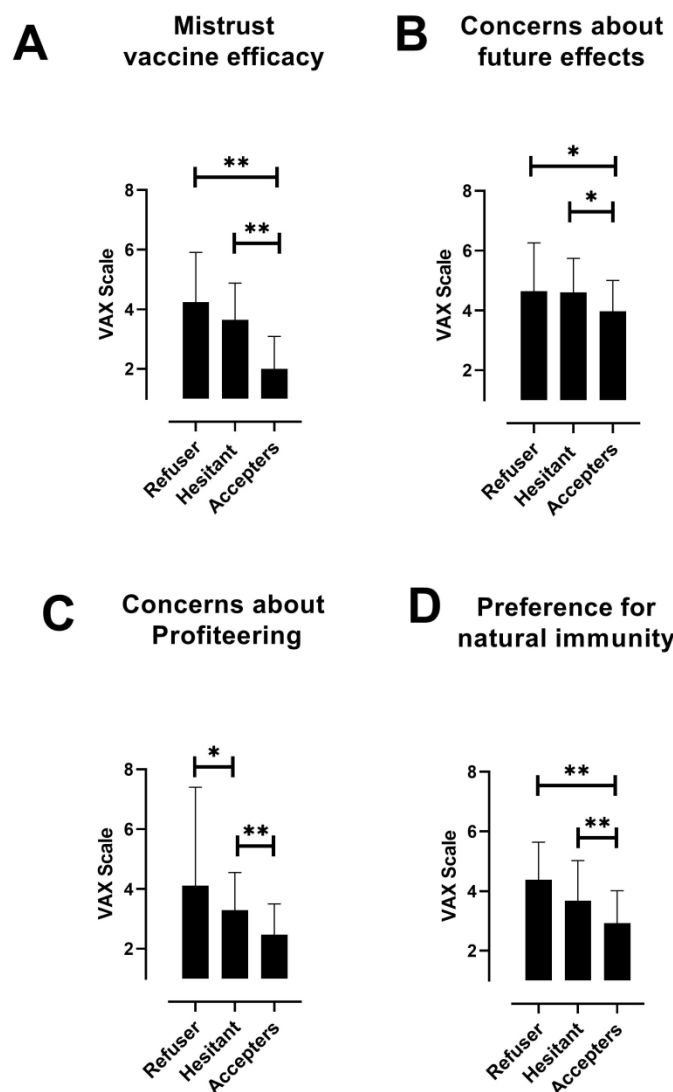 A
Mistrust
vaccine efficacy
**
**
8
6
4
2
VAX Scale
Refuser
Hesitant
Accepters
B
Concerns about
future effects
*
*
8
6
4
2
VAX Scale
Refuser
Hesitant
Accepters
C
Concerns about
Profiteering
*
**
8
6
4
2
VAX Scale
Refuser
Hesitant
Accepters
D
Preference for
natural immunity
**
**
8
6
4
2
VAX Scale
Refuser
Hesitant
Accepters